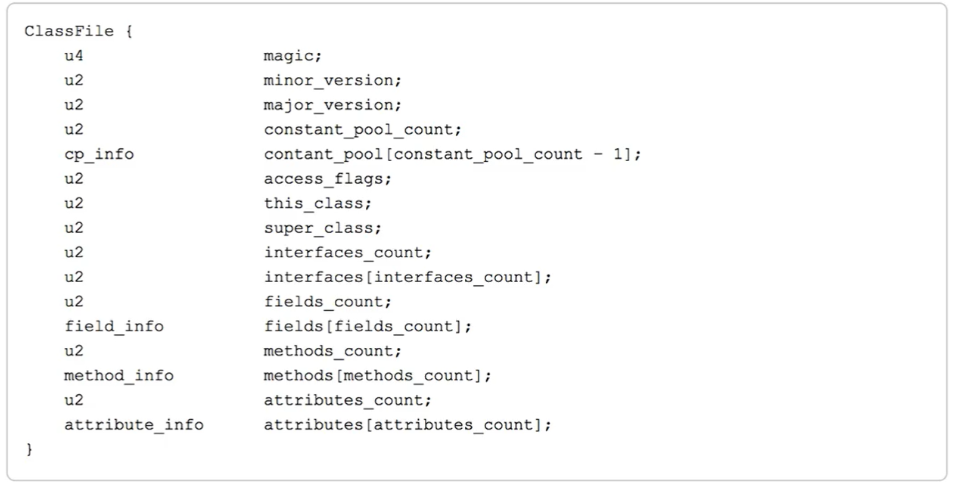 ClassFile {
u4 magic;
u2 minor_version;
u2 major_version;
u2 constant_pool_count;
cp_info contant_pool[constant_pool_count - 1];
u2 access_flags;
u2 this_class;
u2 super_class;
u2 interfaces_count;
u2 interfaces[interfaces_count];
u2 fields_count;
field_info fields[fields_count];
u2 methods_count;
method_info methods[methods_count];
u2 attributes_count;
attribute_info attributes[attributes_count];
}